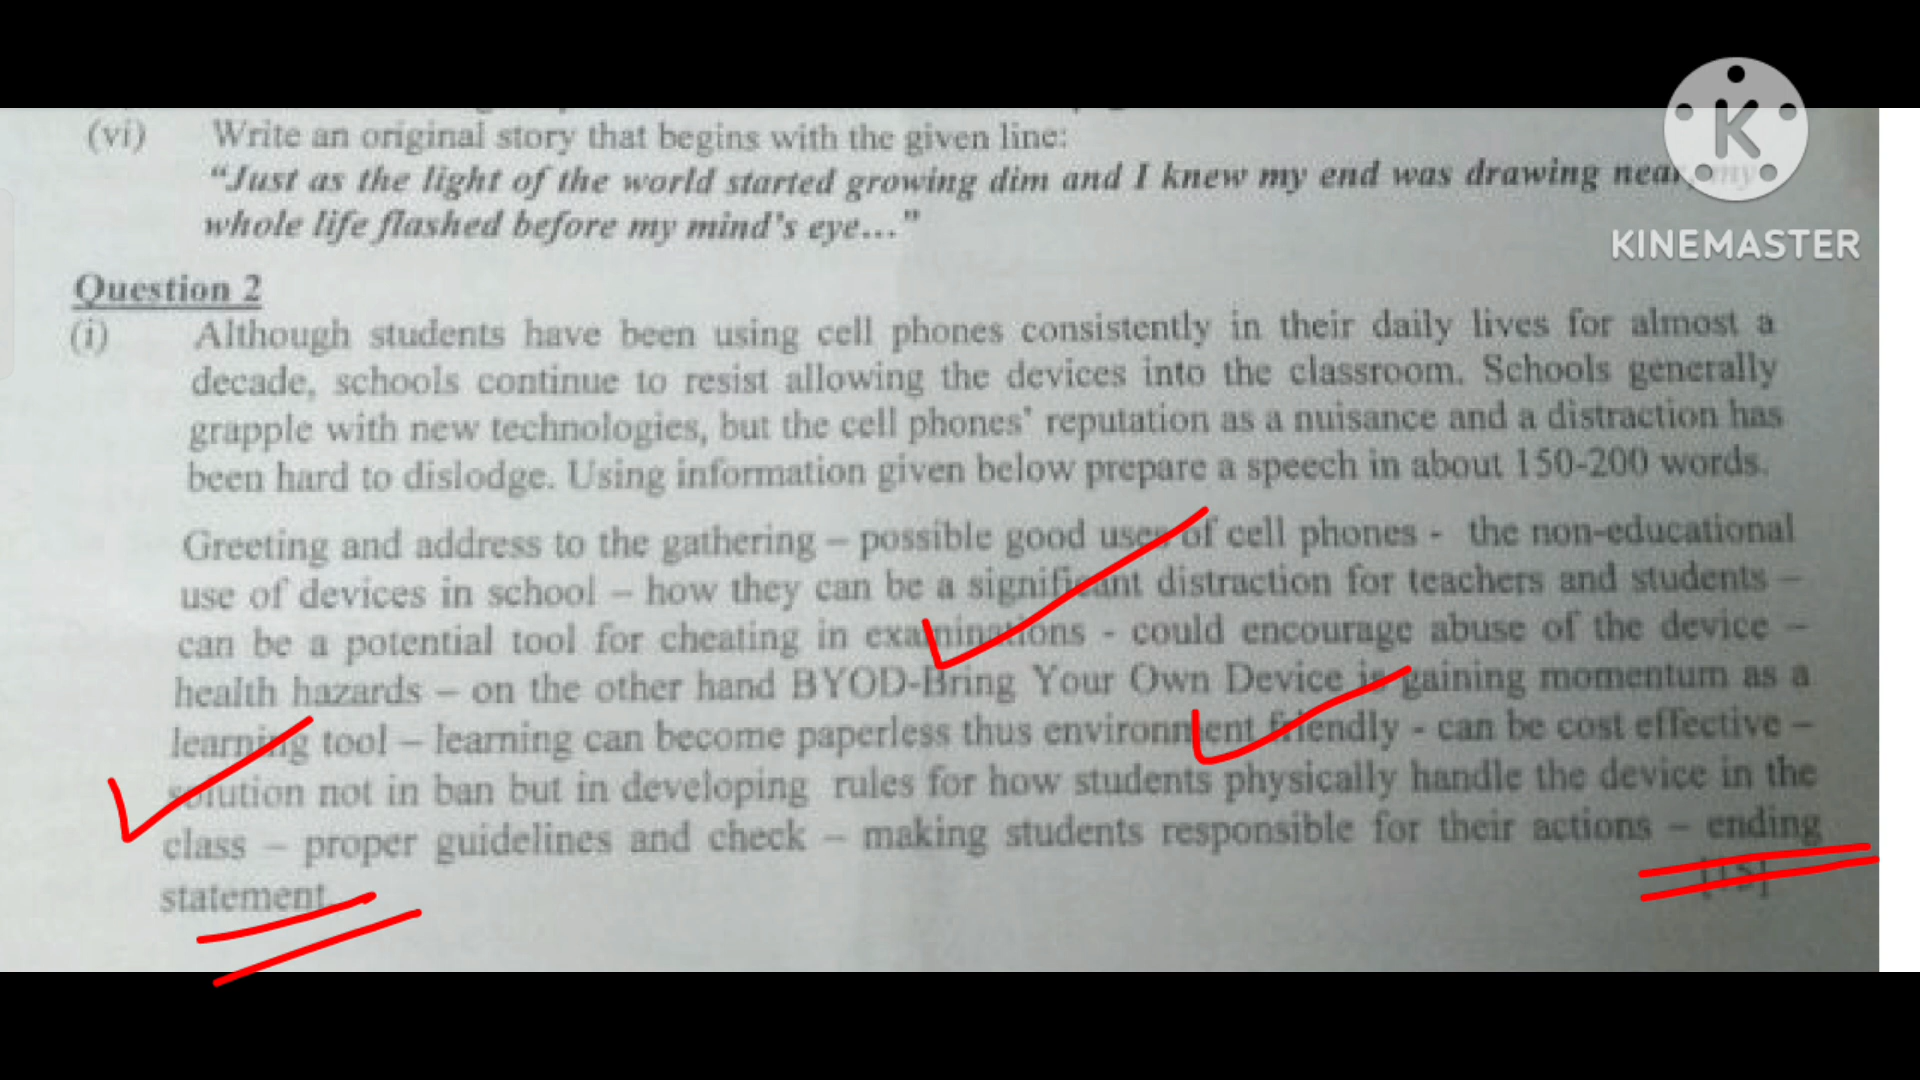 (vi) Write an original story that begins with the given line:
"Just as the light of the world started growing dim and I knew my end was drawing near, my
whole life flashed before my mind's eye..."
KINEMASTER
Question 2
(i) Although students have been using cell phones consistently in their daily lives for almost a
decade, schools continue to resist allowing the devices into the classroom. Schools generally
grapple with new technologies, but the cell phones' reputation as a nuisance and a distraction has
been hard to dislodge. Using information given below prepare a speech in about 150-200 words.
Greeting and address to the gathering – possible good uses of cell phones - the non-educational
use of devices in school – how they can be a significant distraction for teachers and students –
can be a potential tool for cheating in examinations - could encourage abuse of the device –
health hazards – on the other hand BYOD-Bring Your Own Device is gaining momentum as a
learning tool – learning can become paperless thus environment friendly - can be cost effective –
solution not in ban but in developing rules for how students physically handle the device in the
class – proper guidelines and check – making students responsible for their actions – ending
statement. [15]